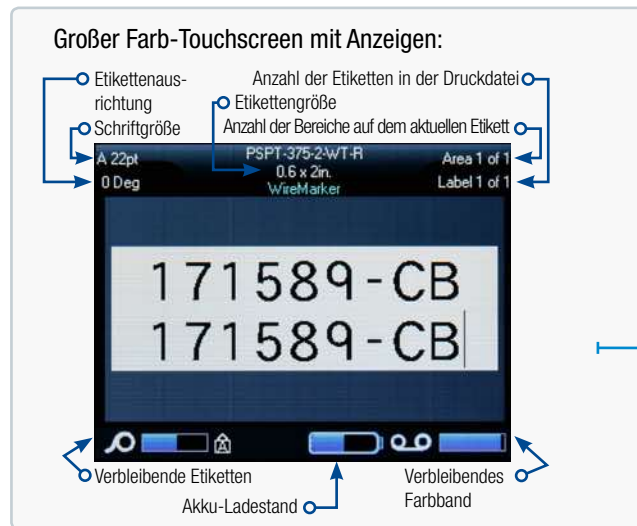 Großer Farb-Touchscreen mit Anzeigen:
Etikettenaus-
richtung
Anzahl der Etiketten in der Druckdatei
Etikettengröße
Schriftgröße
Anzahl der Bereiche auf dem aktuellen Etikett
A 22pt
PSPT-375-2-WT-R
Area 1 of 1
0 Deg
0.6 x 2in.
Label 1 of 1
WireMarker
171589-CB
171589-CB
A
Verbleibende Etiketten
Akku-Ladestand
Verbleibendes
Farbband